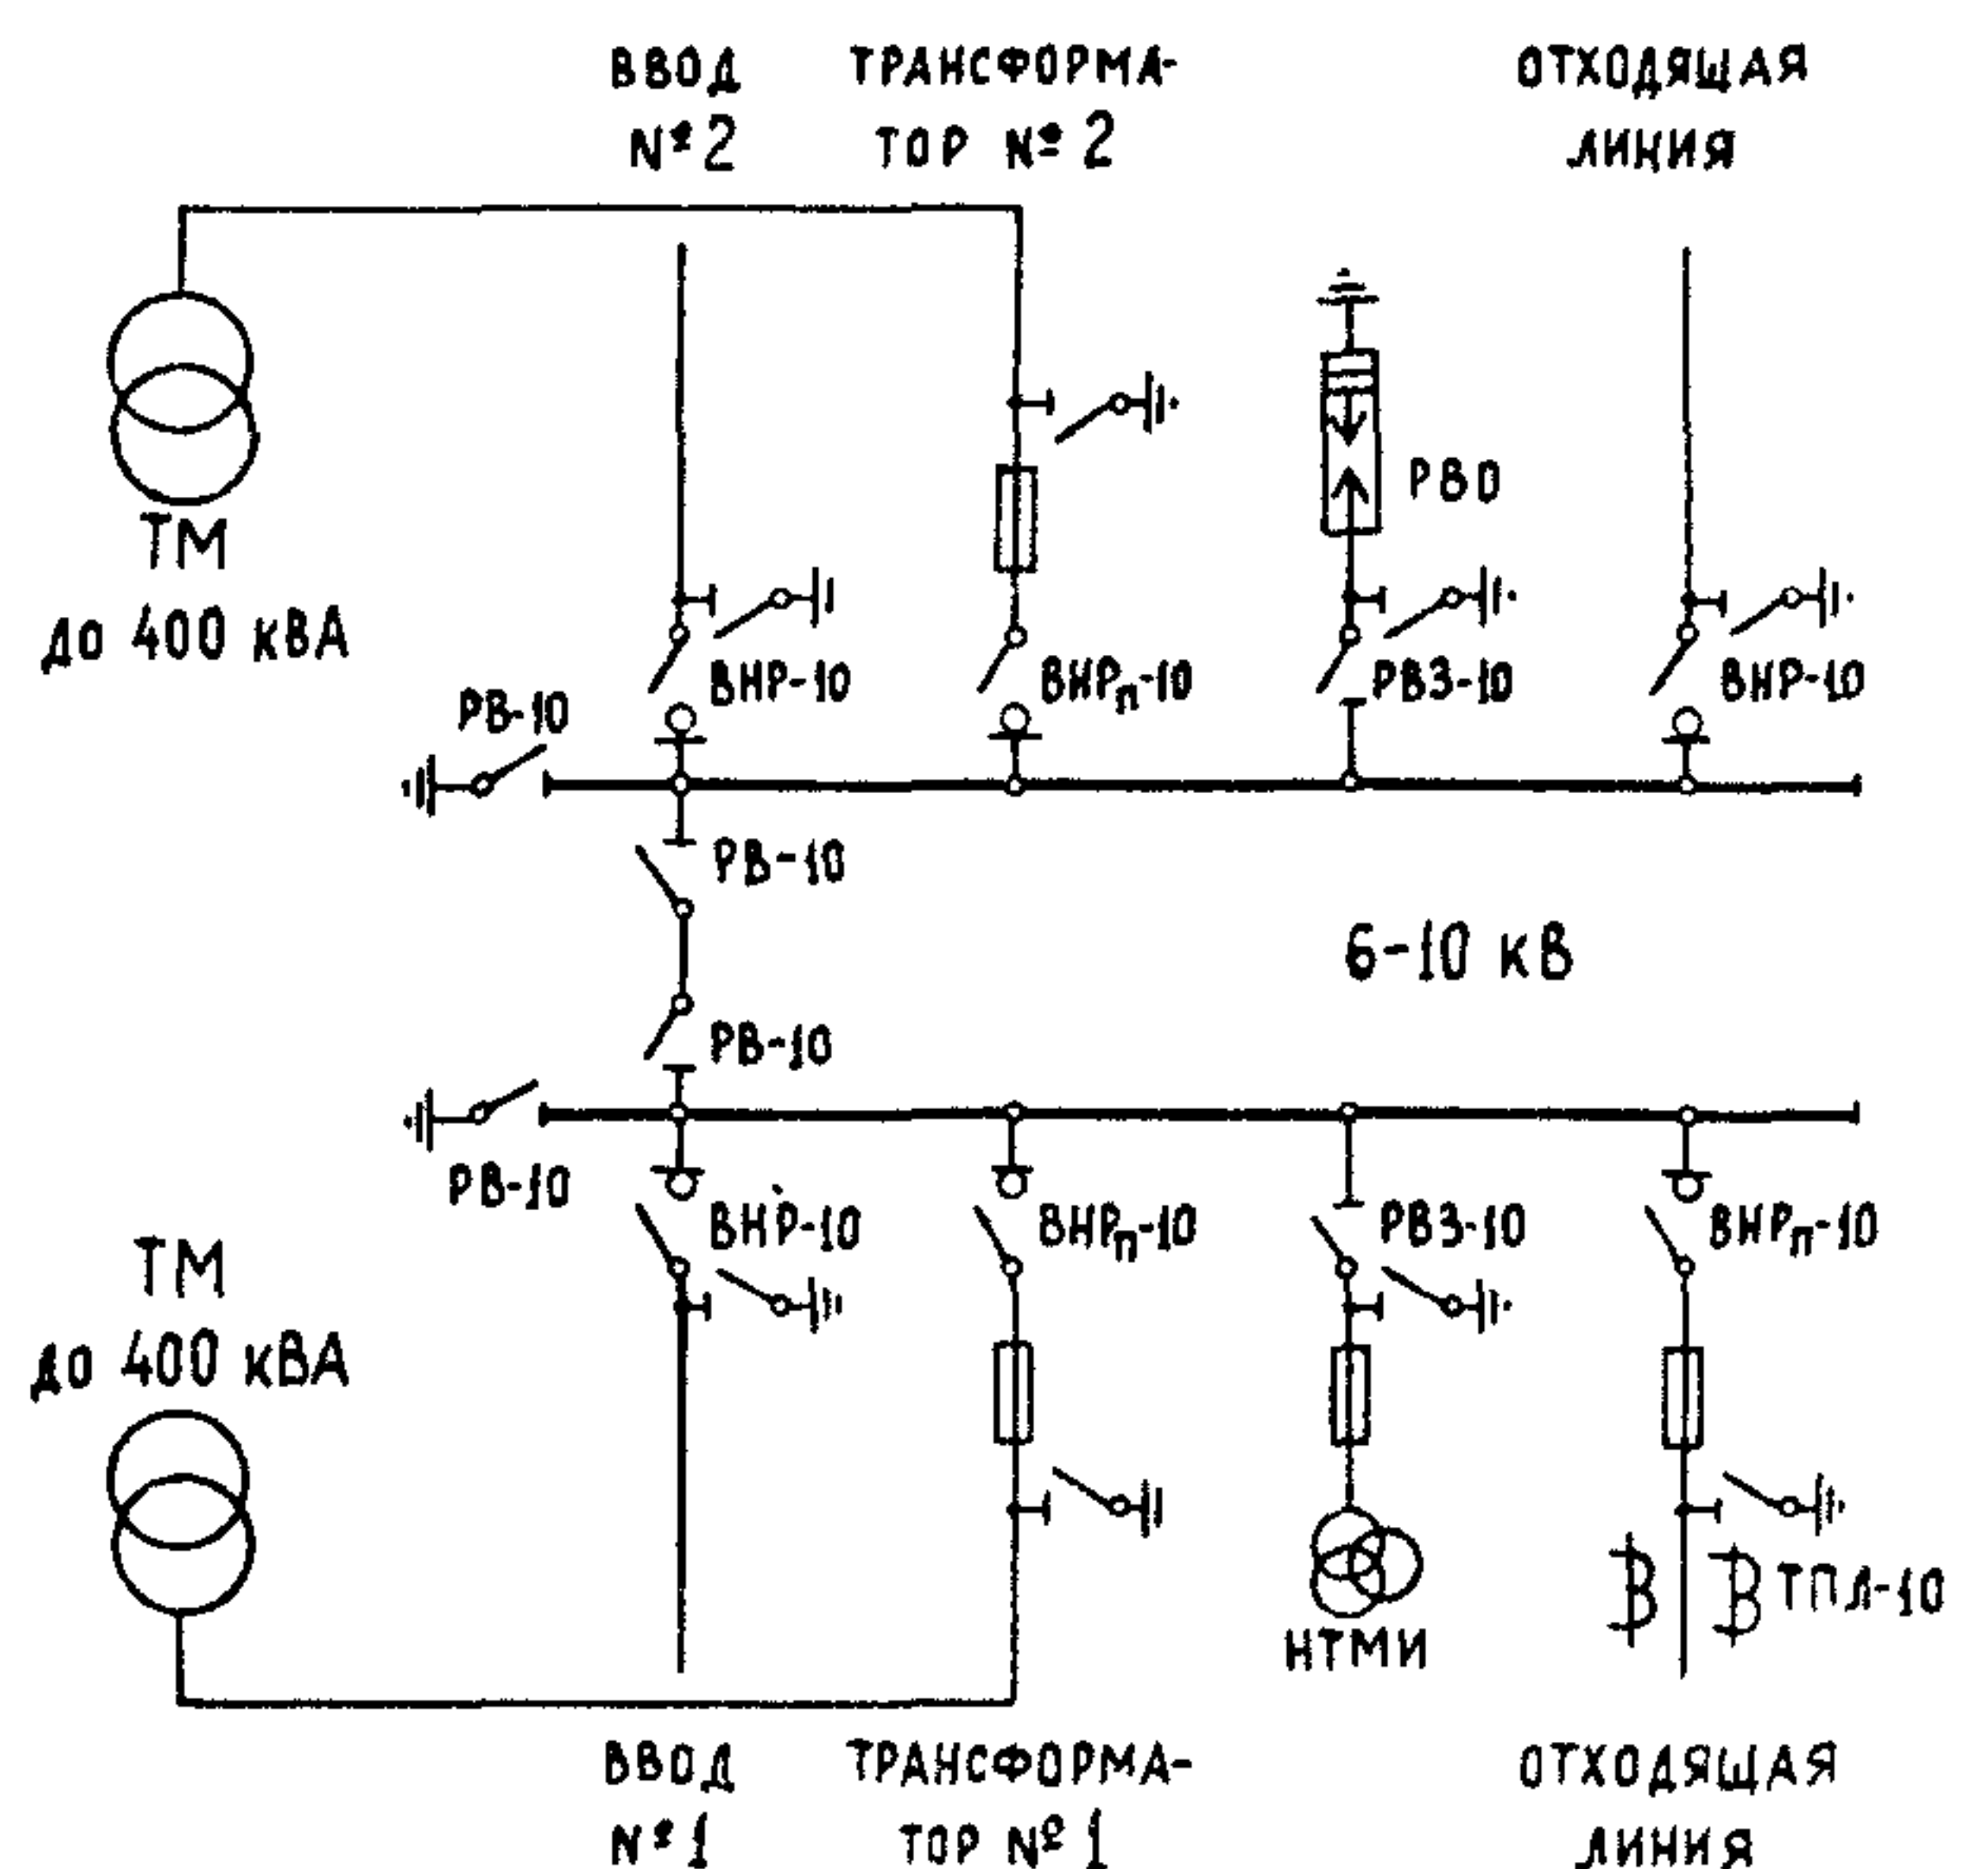 ВВОД
№2
ТРАНСФОРМА-
ТОР №2
ОТХОДЯЩАЯ
ЛИНИЯ
ТМ
до 400 кВА
РВО
РВ-10
ВНР-10
ВНРп-10
РВЗ-10
ВНР-10
РВ-10
6-10 кВ
РВ-10
РВ-10
ВНР-10
ВНРп-10
РВЗ-10
ВНРп-10
ТМ
до 400 кВА
НТМИ
ТПЛ-10
ВВОД
№1
ТРАНСФОРМА-
ТОР №1
ОТХОДЯЩАЯ
ЛИНИЯ